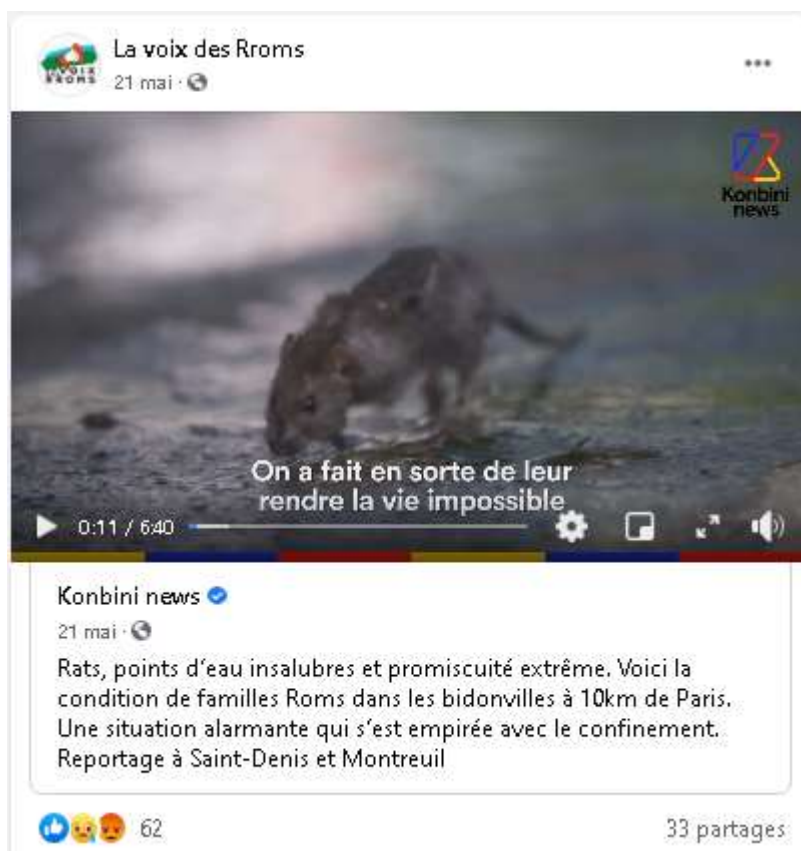 La voix des Rroms
21 mai
VOIX
RROMS
Konbini
news
On a fait en sorte de leur
rendre la vie impossible
0:11 / 6:40
Konbini news
21 mai
Rats, points d’eau insalubres et promiscuité extrême. Voici la
condition de familles Roms dans les bidonvilles à 10km de Paris.
Une situation alarmante qui s’est empirée avec le confinement.
Reportage à Saint-Denis et Montreuil
62
33 partages